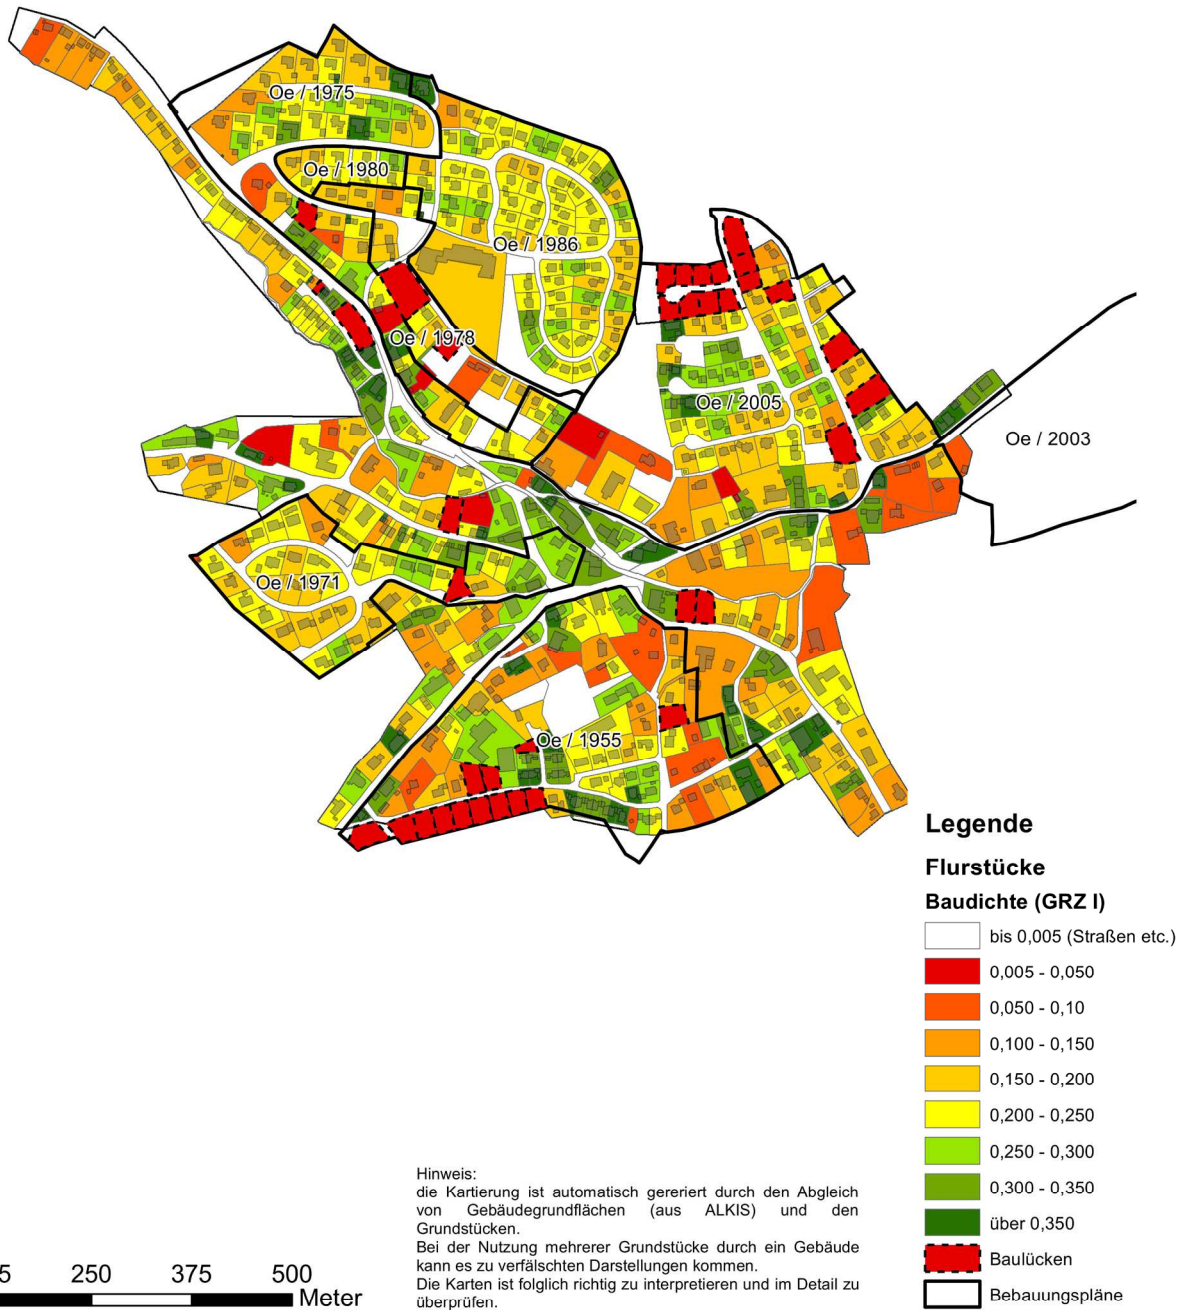 Oe / 1975
Oe / 1980
Oe / 1986
Oe / 1978
Oe / 2005
Oe / 2003
Oe / 1971
Oe / 1955
Legende
Flurstücke
Baudichte (GRZ I)
bis 0,005 (Straßen etc.)
0,005 - 0,050
0,050 - 0,10
0,100 - 0,150
0,150 - 0,200
0,200 - 0,250
0,250 - 0,300
0,300 - 0,350
über 0,350
Baulücken
Bebauungspläne
Hinweis:
die Kartierung ist automatisch gereriert durch den Abgleich
von Gebäudegrundflächen (aus ALKIS) und den
Grundstücken.
Bei der Nutzung mehrerer Grundstücke durch ein Gebäude
kann es zu verfälschten Darstellungen kommen.
Die Karten ist folglich richtig zu interpretieren und im Detail zu
überprüfen.
5 250 375 500
Meter